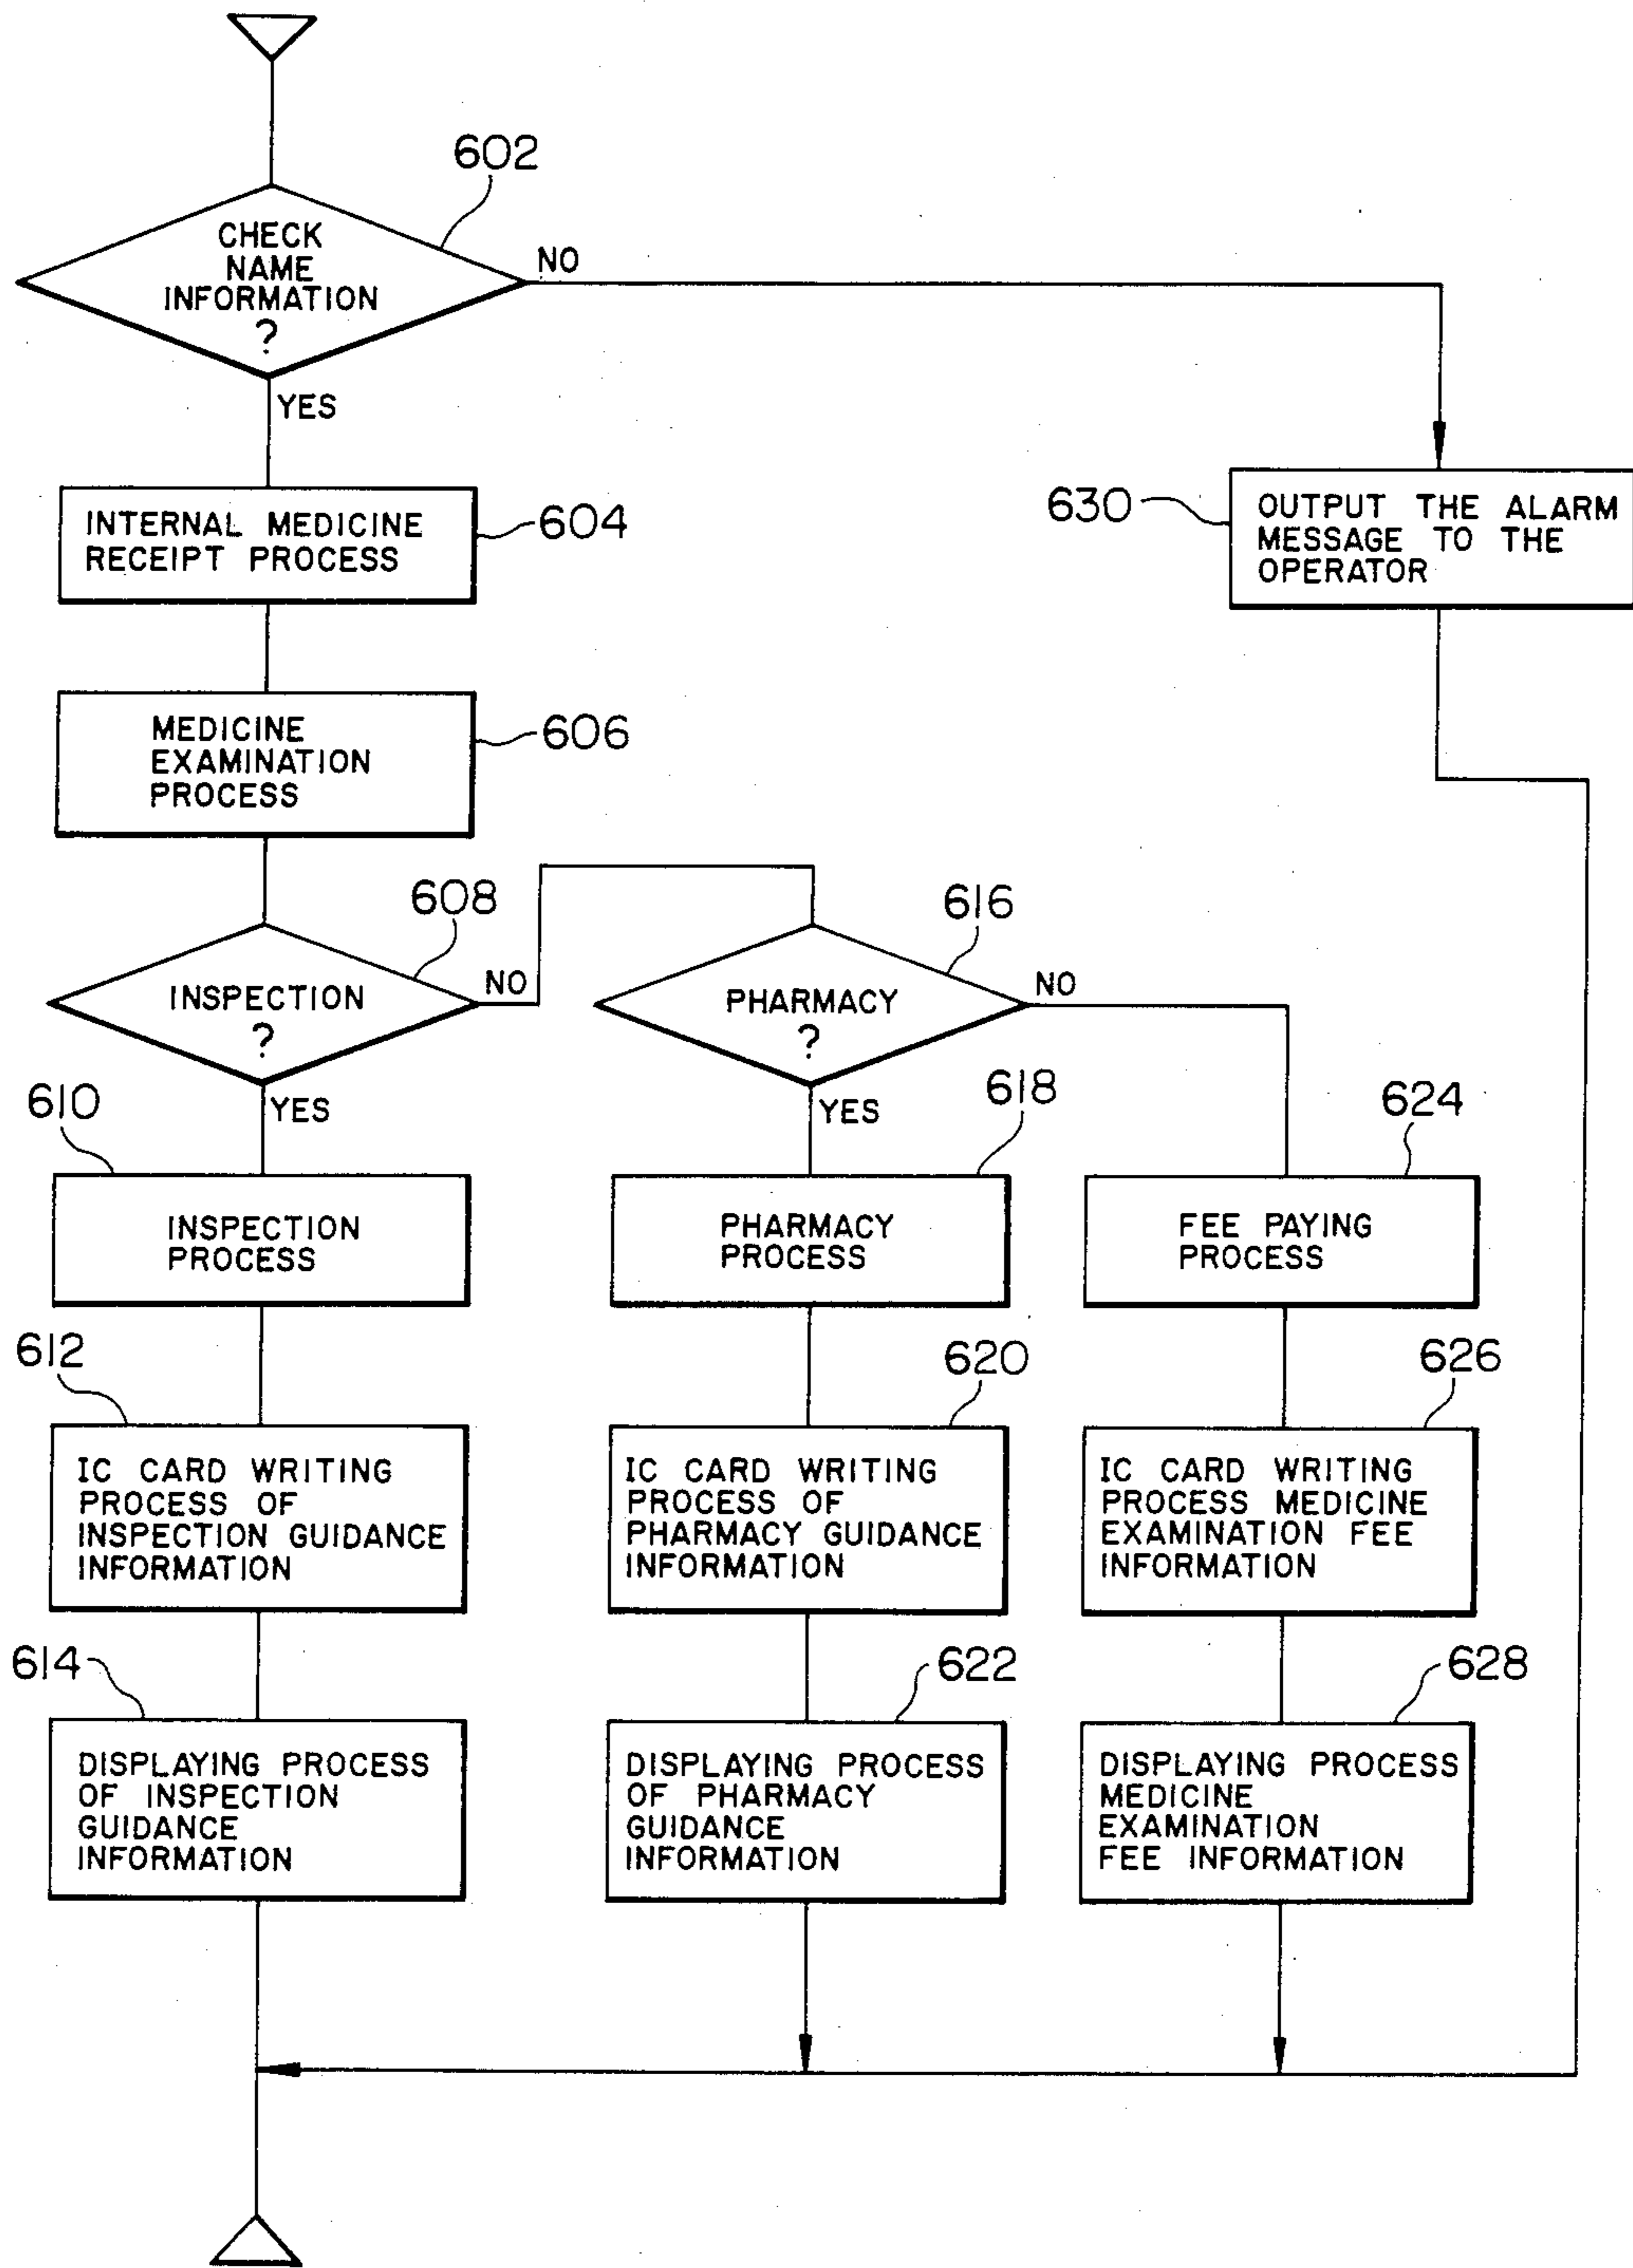 602
CHECK
NAME
INFORMATION
?
NO
YES
INTERNAL MEDICINE
RECEIPT PROCESS
604
630
OUTPUT THE ALARM
MESSAGE TO THE
OPERATOR
MEDICINE
EXAMINATION
PROCESS
606
608
INSPECTION
?
NO
YES
616
PHARMACY
?
NO
YES
610
INSPECTION
PROCESS
618
PHARMACY
PROCESS
624
FEE PAYING
PROCESS
612
IC CARD WRITING
PROCESS OF
INSPECTION GUIDANCE
INFORMATION
620
IC CARD WRITING
PROCESS OF
PHARMACY GUIDANCE
INFORMATION
626
IC CARD WRITING
PROCESS MEDICINE
EXAMINATION FEE
INFORMATION
614
DISPLAYING PROCESS
OF INSPECTION
GUIDANCE
INFORMATION
622
DISPLAYING PROCESS
OF PHARMACY
GUIDANCE
INFORMATION
628
DISPLAYING PROCESS
MEDICINE
EXAMINATION
FEE INFORMATION